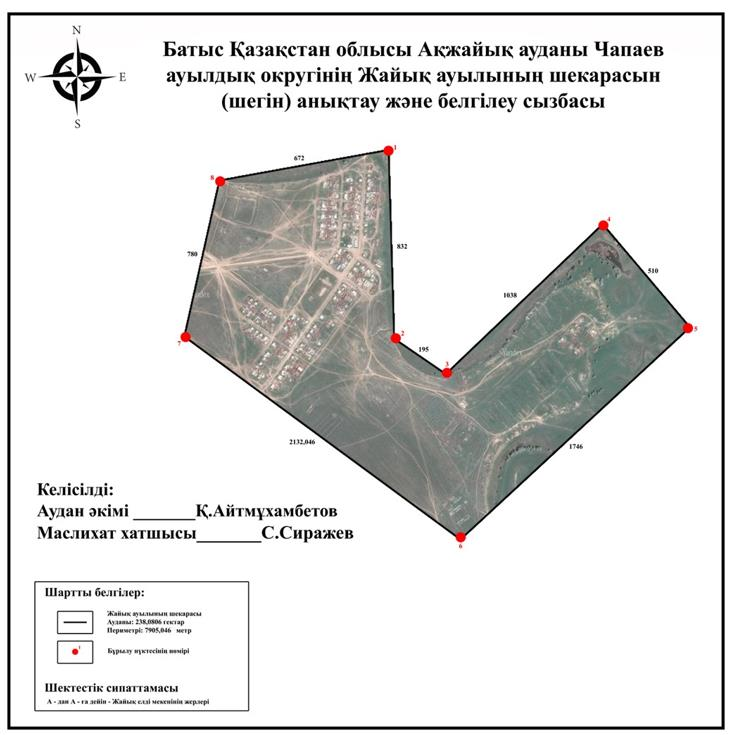 N
W
E
S
Батыс Қазақстан облысы Ақжайық ауданы Чапаев
ауылдық округінің Жайық ауылының шекарасын
(шегін) анықтау және белгілеу сызбасы
1
672
8
4
832
780
510
1038
2
195
5
7
3
Yandex
2132,046
1746
6
Келісілді:
Аудан әкімі _______Қ.Айтмұхамбетов
Маслихат хатшысы_______С.Сиражев
Шартты белгілер:
Жайық ауылының шекарасы
Ауданы: 238,0806 гектар
Периметрі: 7905,046 метр
1
Бұрылу нүктесінің нөмірі
Шектестік сипаттамасы
А - дан А - ға дейін - Жайық елді мекенінің жерлері